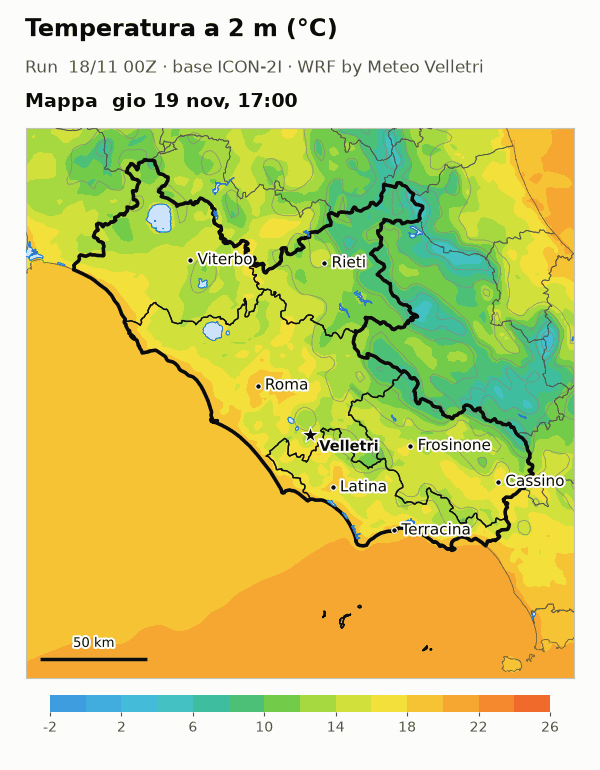 Temperatura a 2 m (°C)
Run  18/11 00Z · base ICON-2I · WRF by Meteo Velletri
Mappa  gio 19 nov, 17:00
Viterbo
Rieti
Roma
Velletri
Frosinone
Latina
Cassino
Terracina
50 km
-2 2 6 10 14 18 22 26